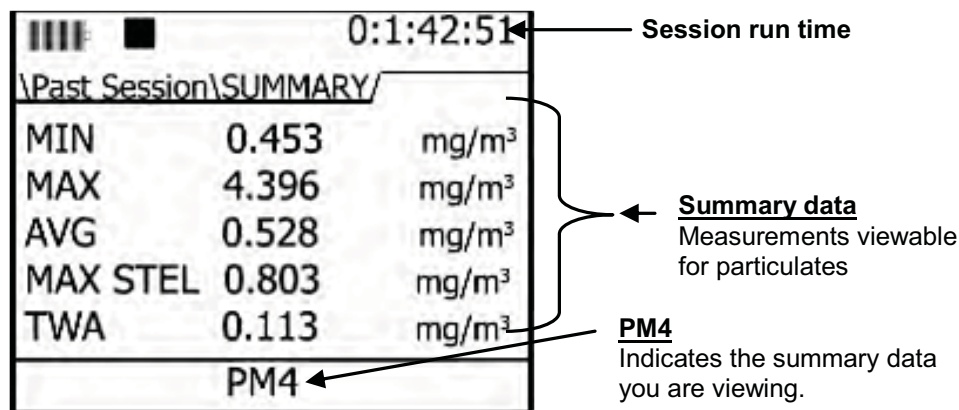 0:1:42:51
Session run time
\Past Session\SUMMARY/
MIN 0.453 mg/m³
MAX 4.396 mg/m³
AVG 0.528 mg/m³
MAX STEL 0.803 mg/m³
TWA 0.113 mg/m³
PM4
Summary data
Measurements viewable
for particulates
PM4
Indicates the summary data
you are viewing.